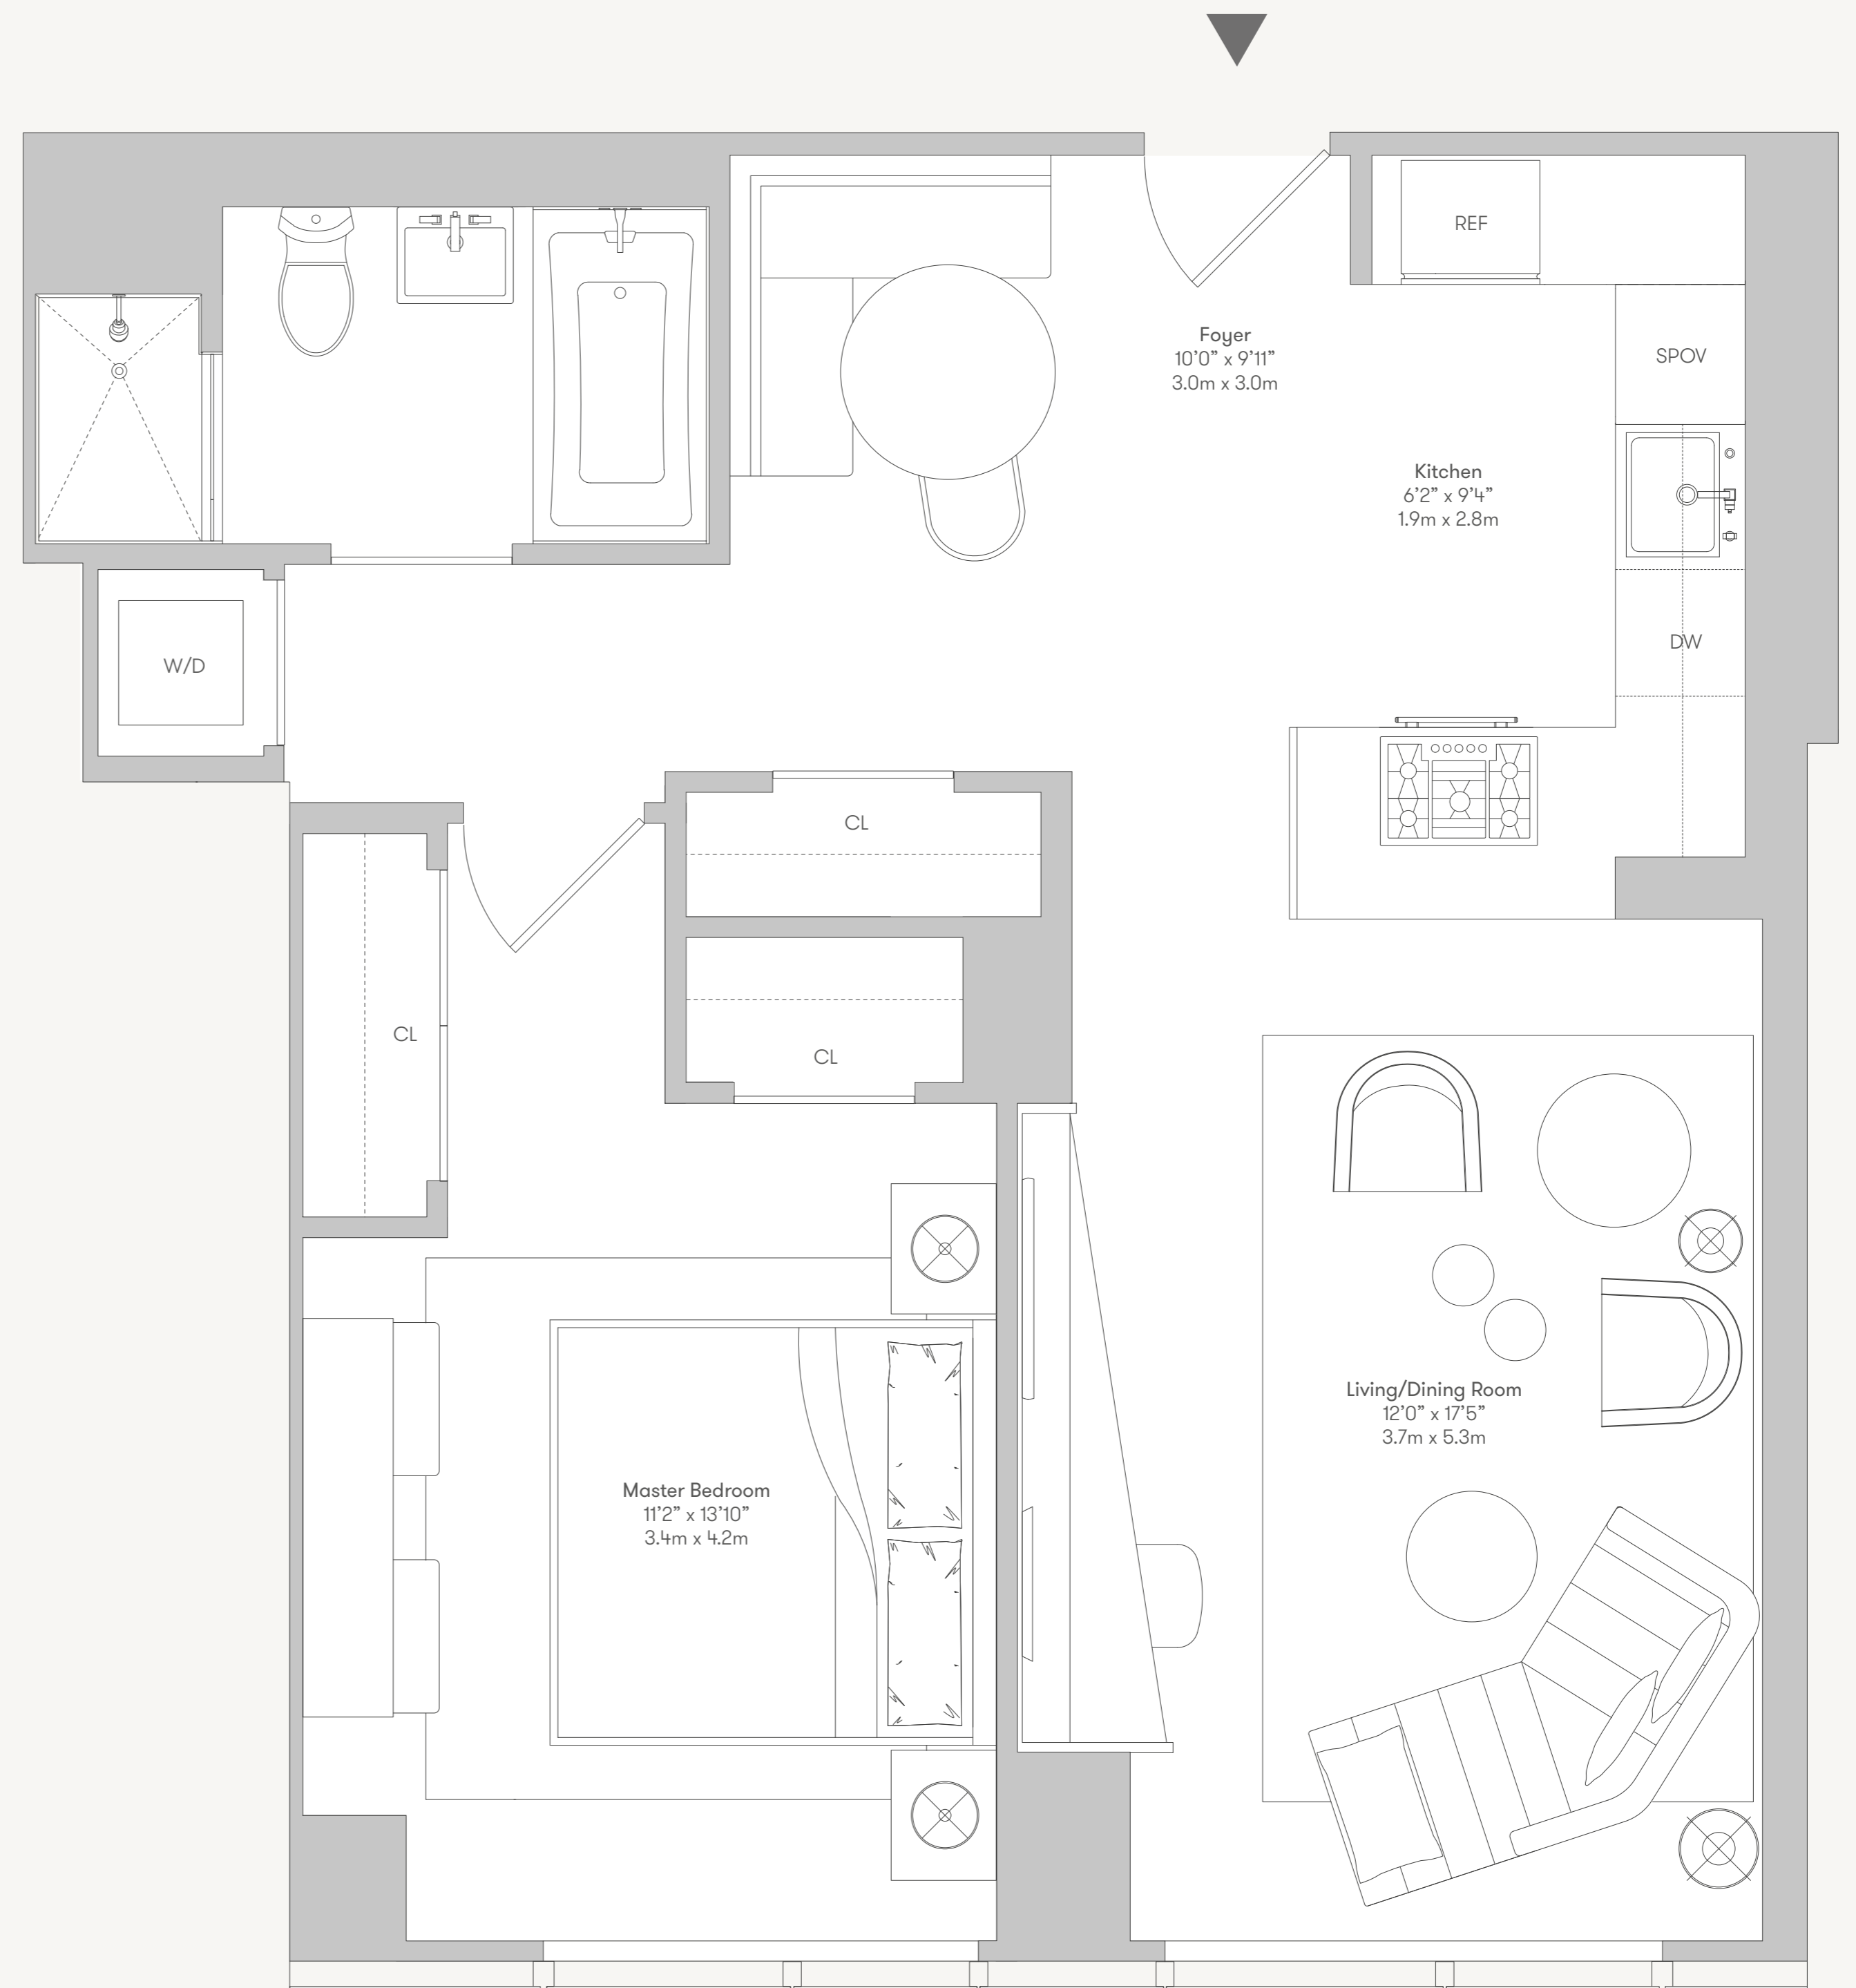 REF
Foyer
10'0” x 9'11”
3.0m x 3.0m
SPOV
Kitchen
6'2” x 9'4”
1.9m x 2.8m
W/D
DW
CL
CL
CL
Living/Dining Room
12'0” x 17'5”
3.7m x 5.3m
Master Bedroom
11'2” x 13'10”
3.4m x 4.2m